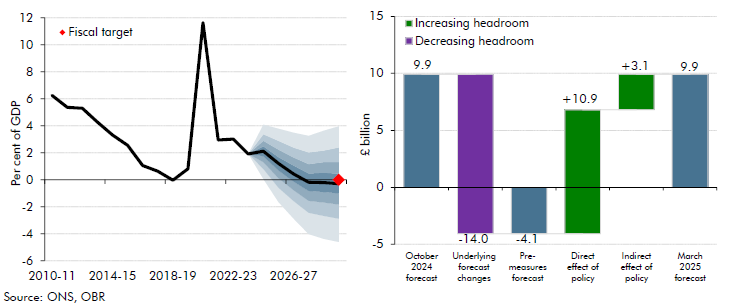 12
10
8
6
4
2
0
-2
-4
-6
Per cent of GDP
Fiscal target
2010-11 2014-15 2018-19 2022-23 2026-27
Source: ONS, OBR
15
10
5
0
-5
£ billion
Increasing headroom
Decreasing headroom
9.9
-14.0
-4.1
+10.9
+3.1
9.9
October
2024
forecast
Underlying
forecast
changes
Pre-
measures
forecast
Direct
effect of
policy
Indirect
effect of
policy
March
2025
forecast